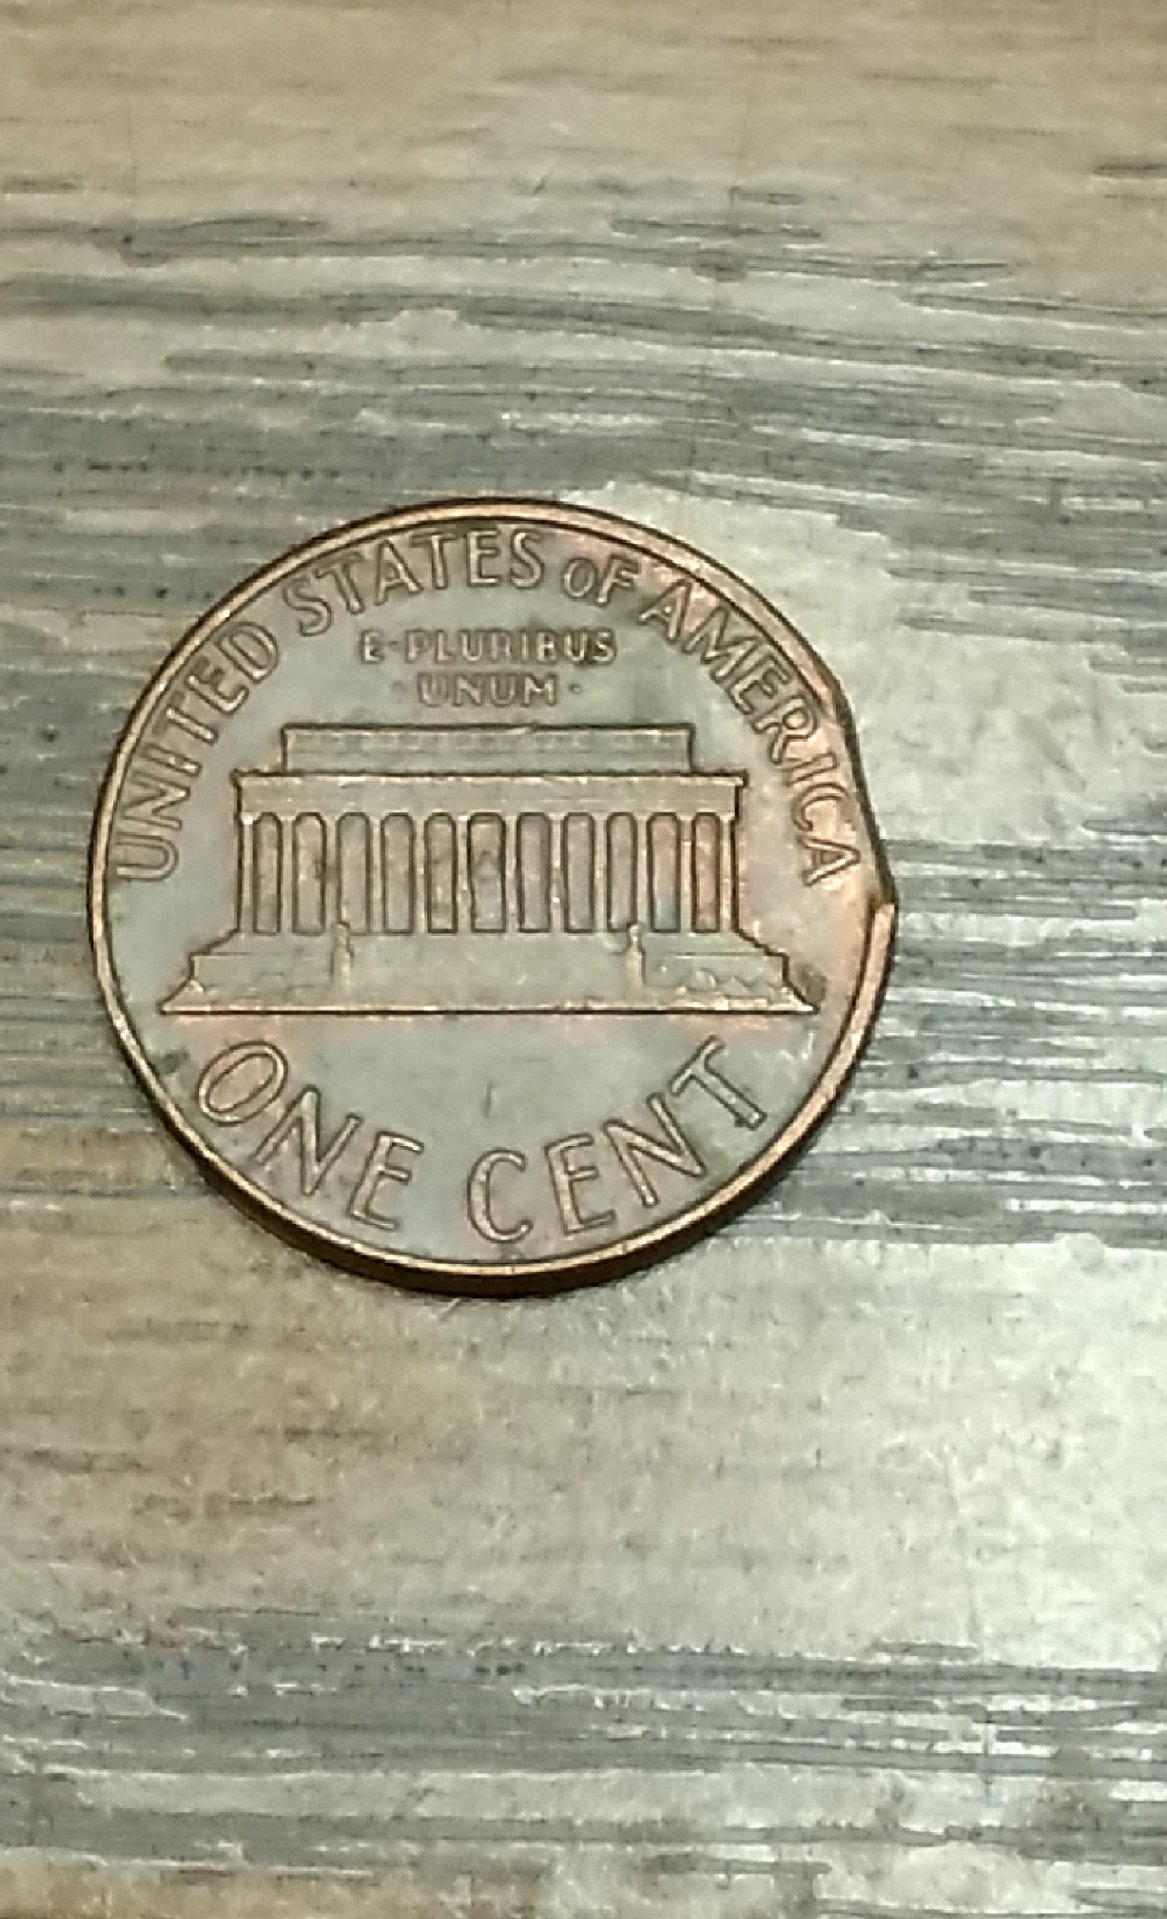 UNITED STATES OF AMERICA
E·PLURIBUS
·UNUM·
ONE CENT